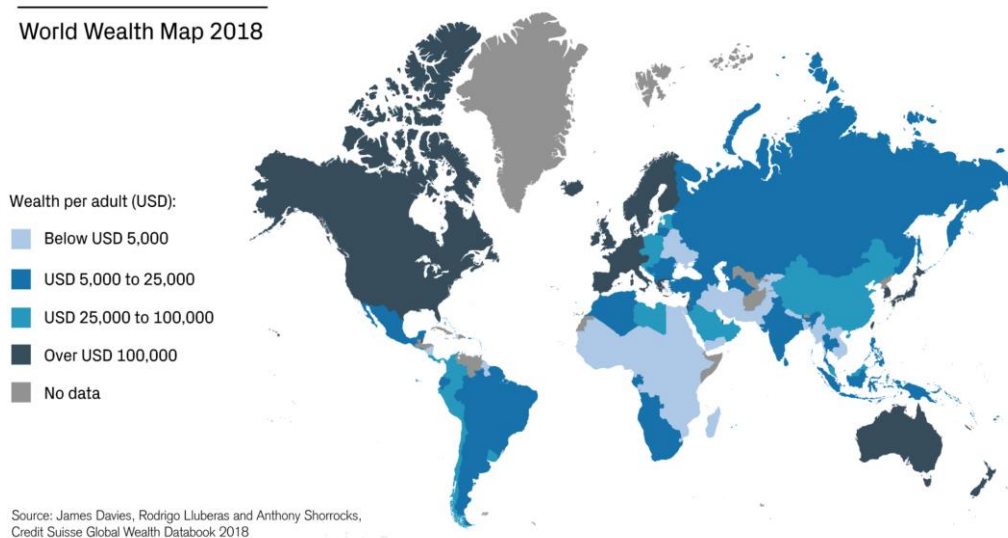 World Wealth Map 2018
Wealth per adult (USD):
Below USD 5,000
USD 5,000 to 25,000
USD 25,000 to 100,000
Over USD 100,000
No data
Source: James Davies, Rodrigo Lluberas and Anthony Shorrocks,
Credit Suisse Global Wealth Databook 2018